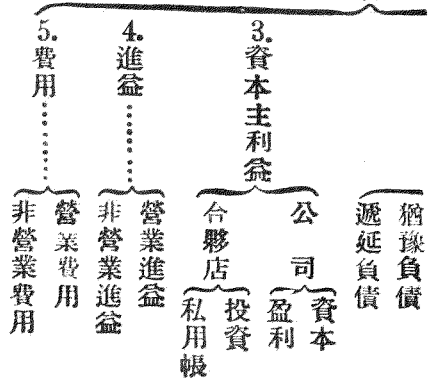 猶豫負債
遞延負債
3.資本主利益
公司
資本
盈利
合夥店
投資
私用帳
4.進益
營業進益
非營業進益
5.費用
營業費用
非營業費用